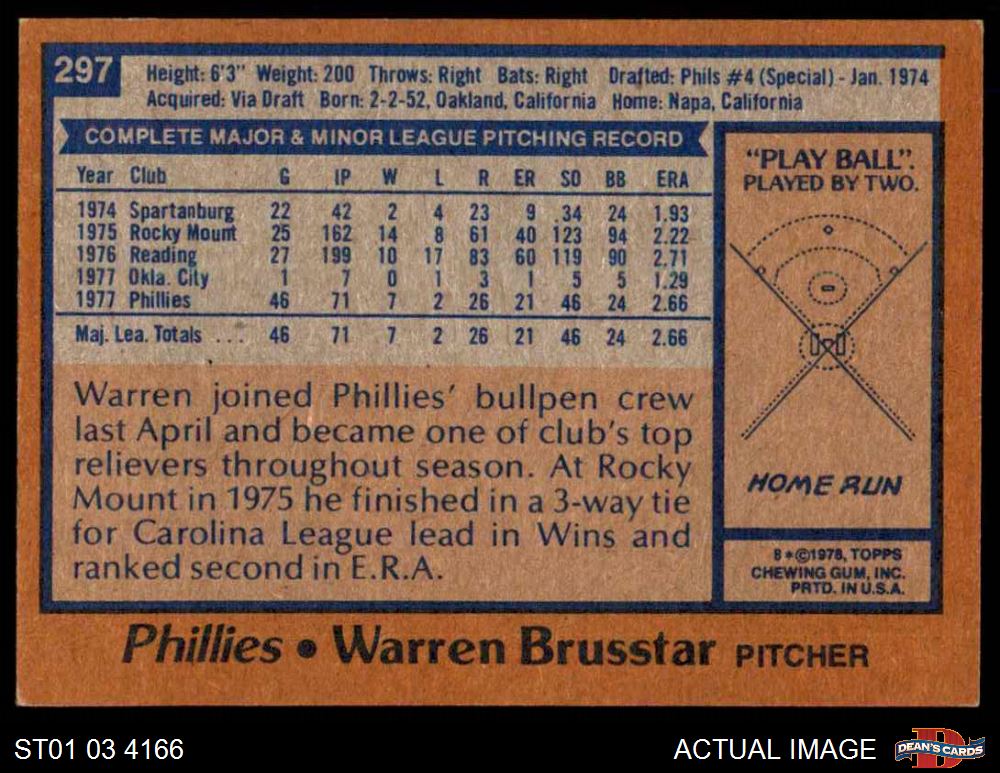 297
Height: 6'3" Weight: 200 Throws: Right Bats: Right Drafted: Phils #4 (Special) - Jan. 1974
Acquired: Via Draft Born: 2-2-52, Oakland, California Home: Napa, California
COMPLETE MAJOR & MINOR LEAGUE PITCHING RECORD
Year Club G IP W L R ER SO BB ERA
1974 Spartanburg 22 42 2 4 23 9 34 24 1.93
1975 Rocky Mount 25 162 14 8 61 40 123 94 2.22
1976 Reading 27 199 10 17 83 60 119 90 2.71
1977 Okla. City 1 7 0 1 3 1 5 5 1.29
1977 Phillies 46 71 7 2 26 21 46 24 2.66
Maj. Lea. Totals ... 46 71 7 2 26 21 46 24 2.66
Warren joined Phillies' bullpen crew
last April and became one of club's top
relievers throughout season. At Rocky
Mount in 1975 he finished in a 3-way tie
for Carolina League lead in Wins and
ranked second in E.R.A.
"PLAY BALL".
PLAYED BY TWO.
HOME RUN
8*©1978, TOPPS
CHEWING GUM, INC.
PRTD. IN U.S.A.
Phillies • Warren Brusstar PITCHER
ST01 03 4166
ACTUAL IMAGE
D
DEAN'S CARDS